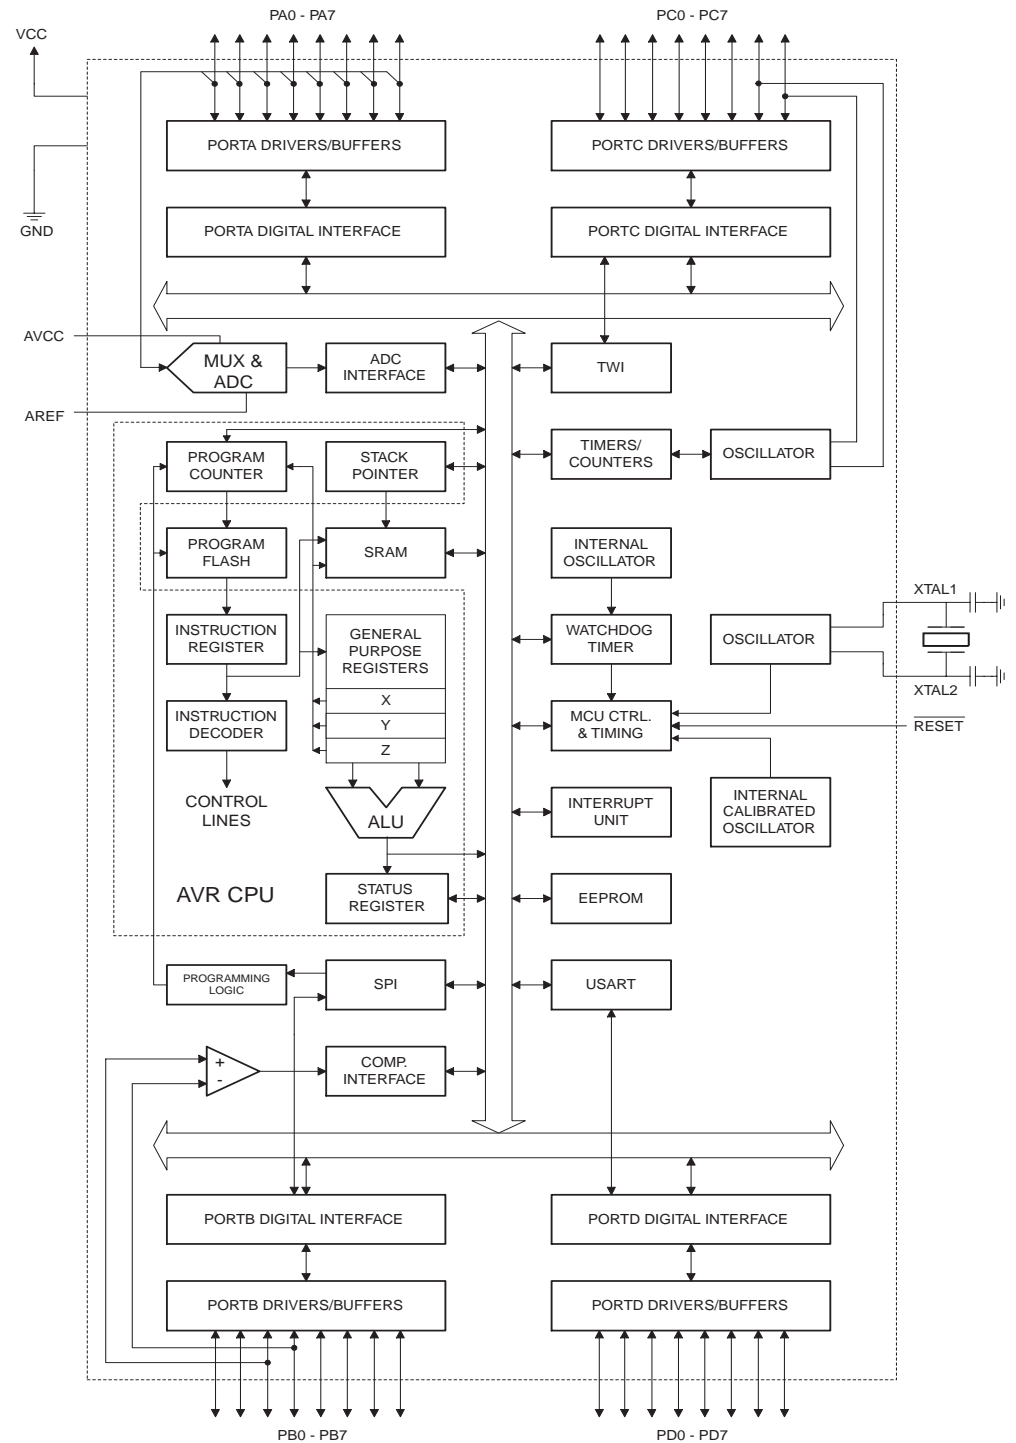 PA0 - PA7
PC0 - PC7
VCC
PORTA DRIVERS/BUFFERS
PORTC DRIVERS/BUFFERS
GND
PORTA DIGITAL INTERFACE
PORTC DIGITAL INTERFACE
AVCC
MUX &
ADC
ADC
INTERFACE
TWI
AREF
PROGRAM
COUNTER
STACK
POINTER
TIMERS/
COUNTERS
OSCILLATOR
PROGRAM
FLASH
SRAM
INTERNAL
OSCILLATOR
XTAL1
INSTRUCTION
REGISTER
GENERAL
PURPOSE
REGISTERS
WATCHDOG
TIMER
OSCILLATOR
XTAL2
X
Y
Z
INSTRUCTION
DECODER
MCU CTRL.
& TIMING
RESET
CONTROL
LINES
ALU
INTERRUPT
UNIT
INTERNAL
CALIBRATED
OSCILLATOR
AVR CPU
STATUS
REGISTER
EEPROM
PROGRAMMING
LOGIC
SPI
USART
+
-
COMP.
INTERFACE
PORTB DIGITAL INTERFACE
PORTD DIGITAL INTERFACE
PORTB DRIVERS/BUFFERS
PORTD DRIVERS/BUFFERS
PB0 - PB7
PD0 - PD7